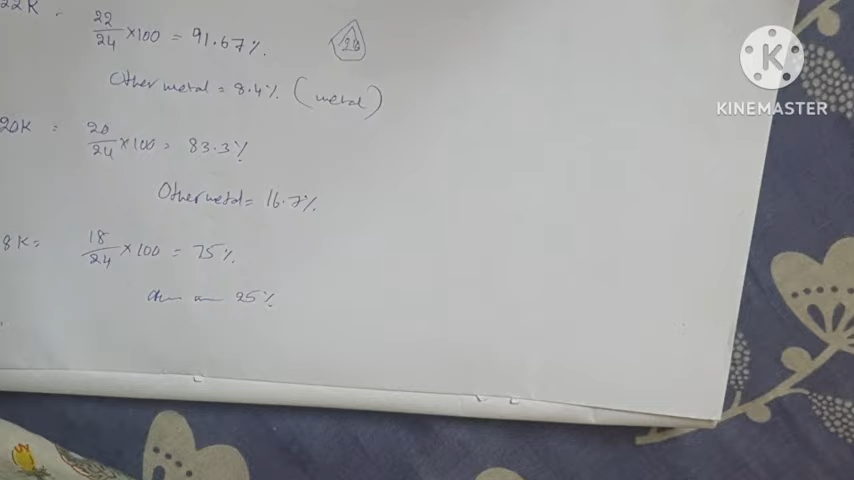 22K -
22/24 ×100 = 91.67%.
Other metal = 8.4% (metal)
20K =
20/24 ×100 = 83.3%
Other metal = 16.7%
8K =
18/24 ×100 = 75%.
25%
K
KINEMASTER